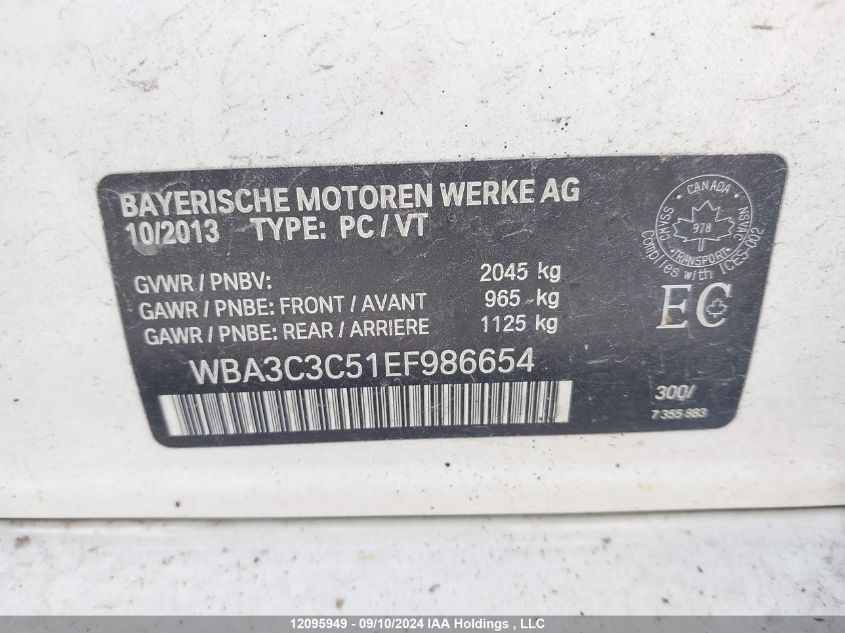 BAYERISCHE MOTOREN WERKE AG
10/2013 TYPE: PC / VT
GVWR / PNBV: 2045 kg
GAWR / PNBE: FRONT / AVANT 965 kg
GAWR / PNBE: REAR / ARRIERE 1125 kg
WBA3C3C51EF986654
CANADA
CMVSS
NSVAC
978
TRANSPORT
Complies with ICES-002
EC
300/
7 355 883
12095949 - 09/10/2024 IAA Holdings , LLC